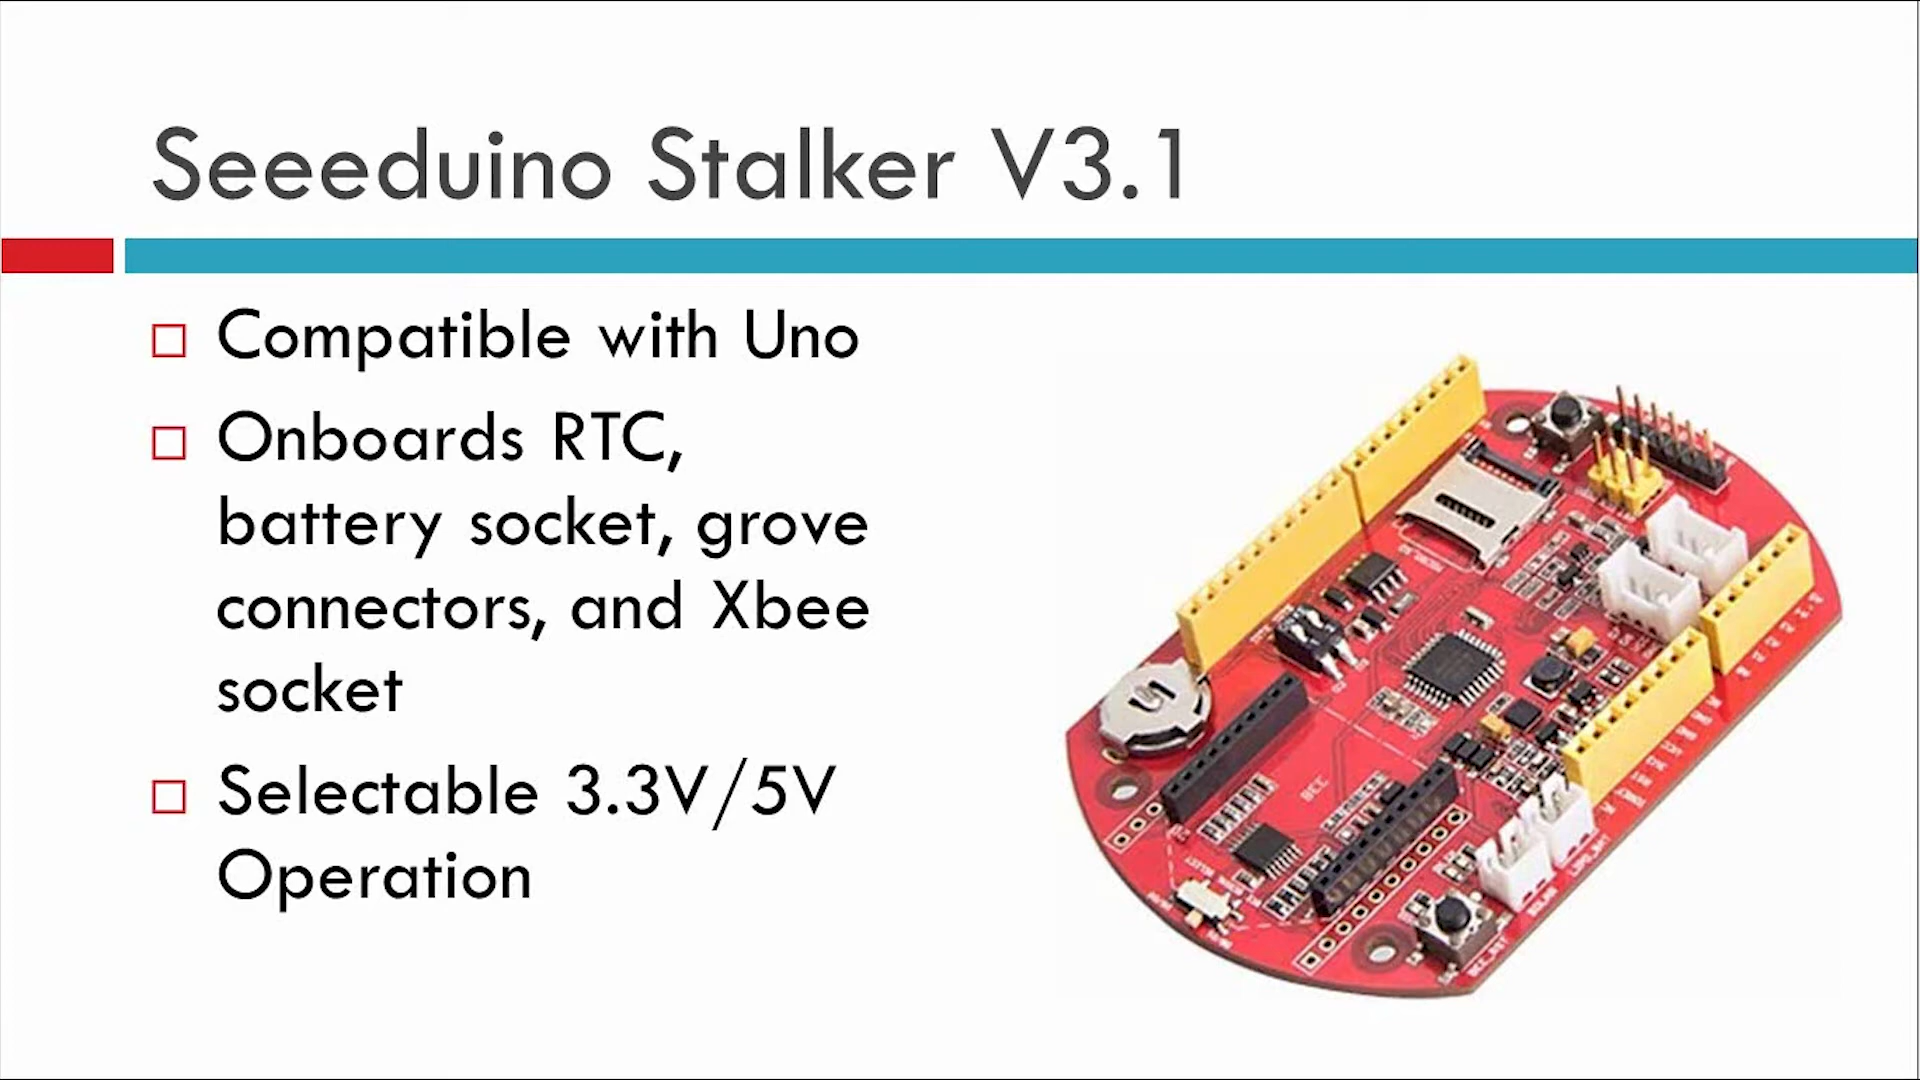 Seeeduino Stalker V3.1
Compatible with Uno
Onboards RTC,
battery socket, grove
connectors, and Xbee
socket
Selectable 3.3V/5V
Operation